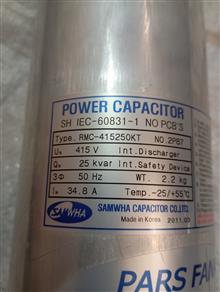 POWER CAPACITOR
SH IEC-60831-1 NO PCB'S
Type. RMC-415250KT NO. 2PB7
Uₙ 415 V Int. Discharger
Qₙ 25 kvar Int. Safety Device
3Φ 50 Hz WT. 2.2 kg
Iₙ 34.8 A Temp. -25/+55℃
SAMWHA SAMWHA CAPACITOR CO., LTD.
Made in Korea 2011.
PARS FAN